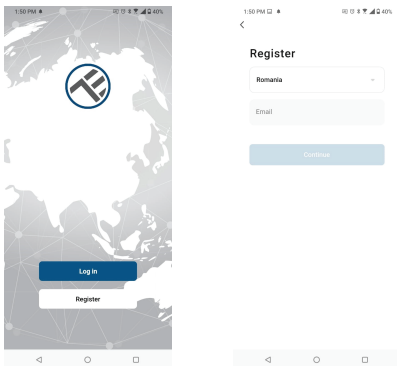 1:50 PM
40%
Log in
Register
1:50 PM
40%
Register
Romania
Email
Continue